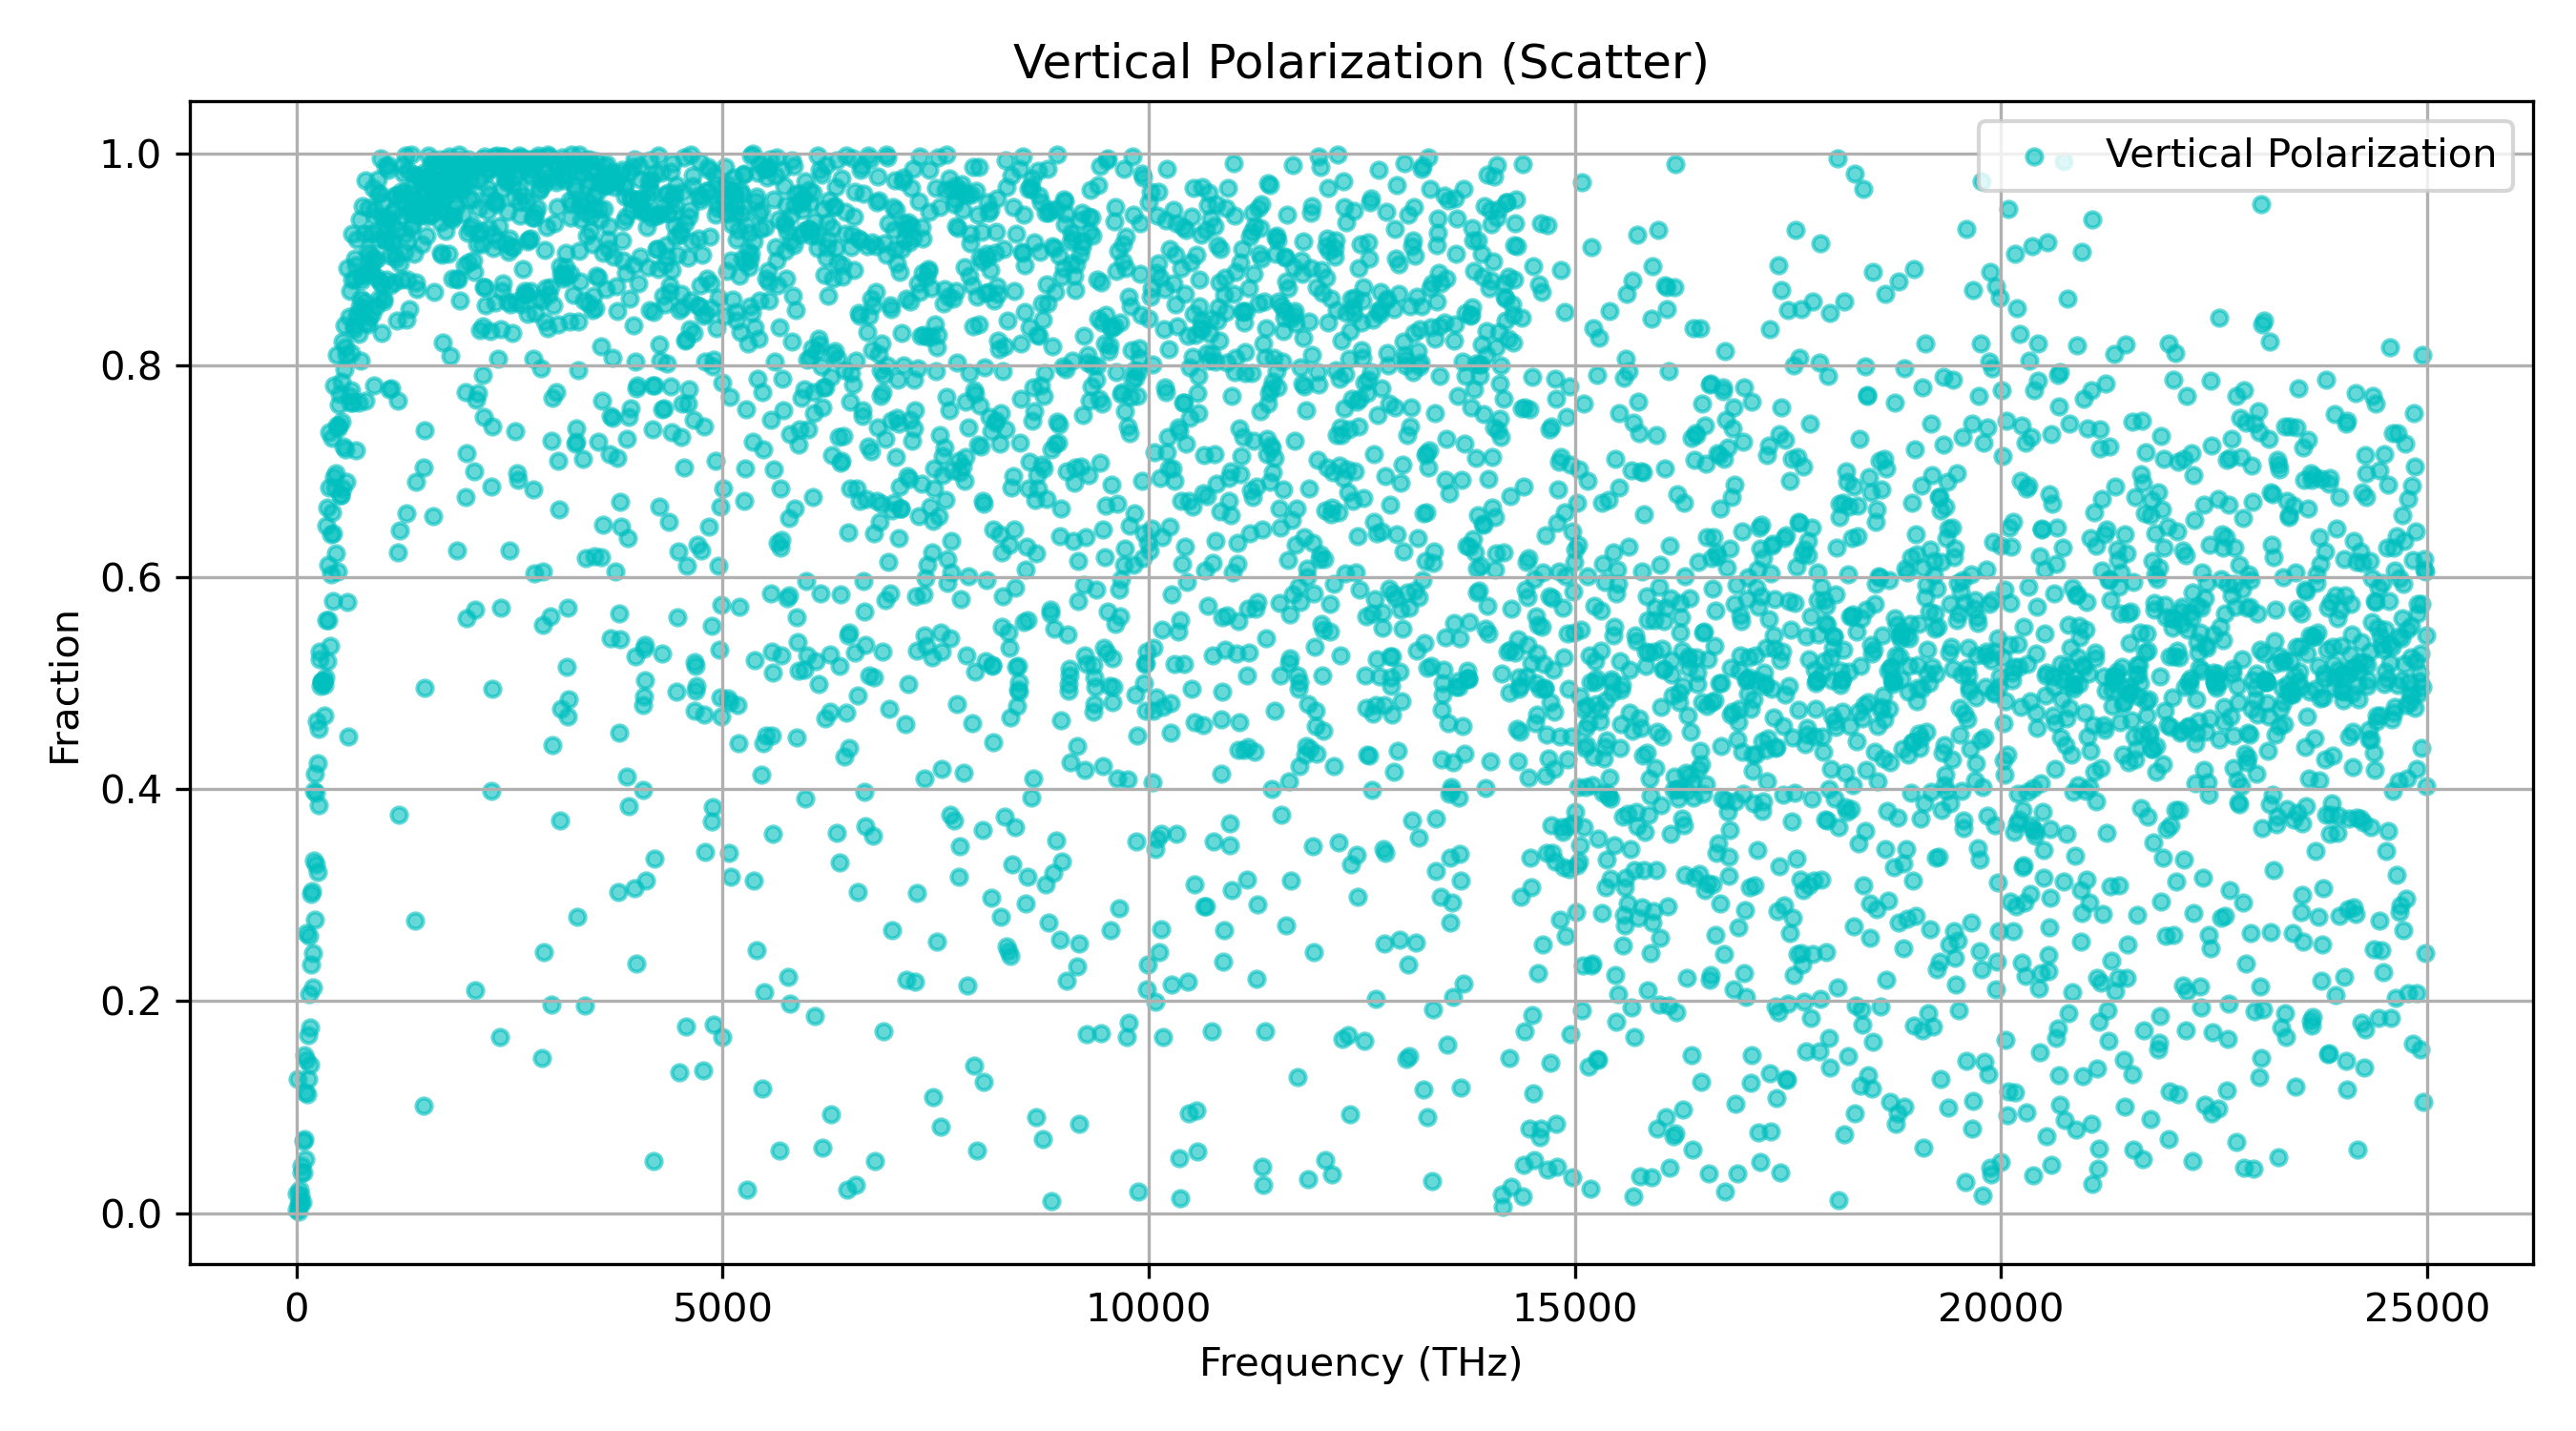 Vertical Polarization (Scatter)
Vertical Polarization
1.0
0.8
0.6
0.4
0.2
0.0
Fraction
0 5000 10000 15000 20000 25000
Frequency (THz)